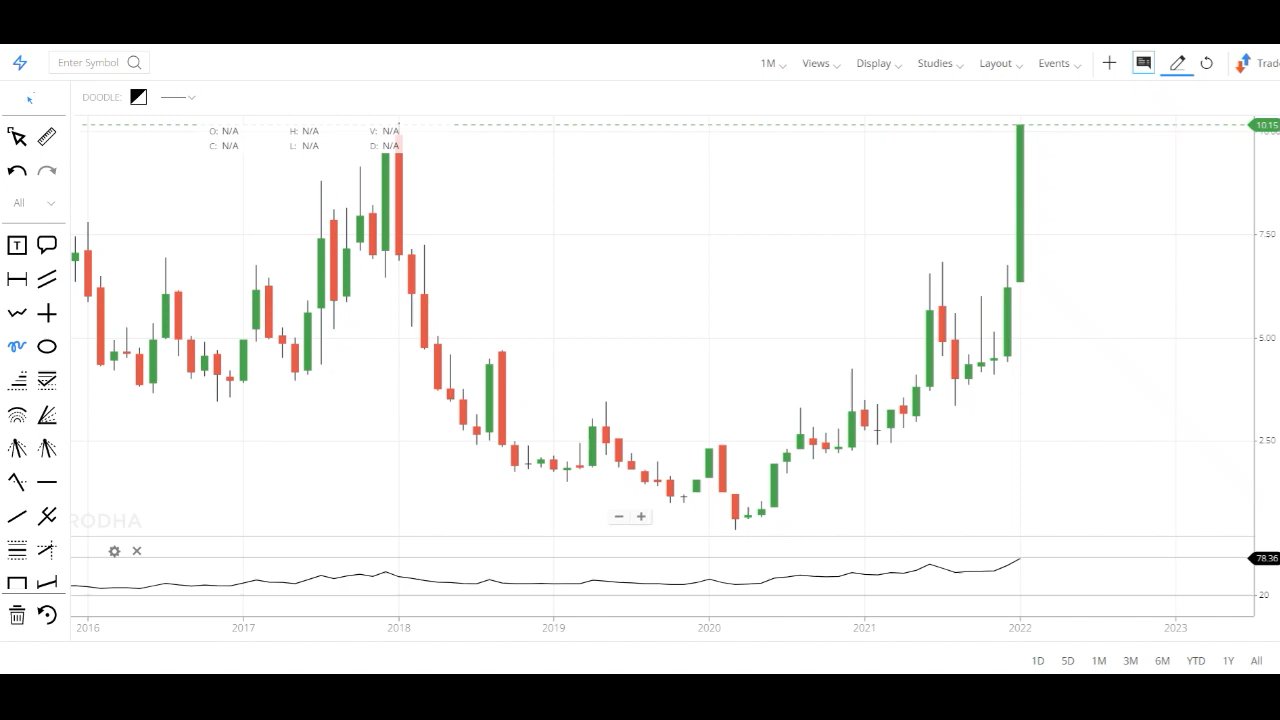 Enter Symbol 1M Views Display Studies Layout Events Trade
DOODLE:
O: N/A H: N/A V: N/A
C: N/A L: N/A D: N/A
10.15
All
7.50
T
5.00
2.50
RODHA
78.36
20
2016 2017 2018 2019 2020 2021 2022 2023
1D 5D 1M 3M 6M YTD 1Y All